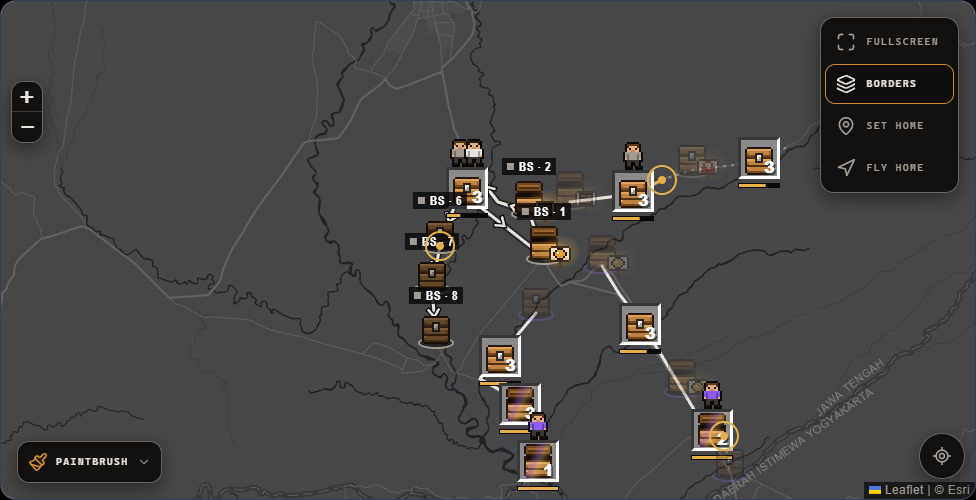 FULLSCREEN
BORDERS
SET HOME
FLY HOME
+
−
BS - 2
3
3
3
BS - 6
BS - 1
BS - 7
BS - 8
3
3
3
2
1
JAWA TENGAH
DAERAH ISTIMEWA YOGYAKARTA
PAINTBRUSH
Leaflet | © Esri